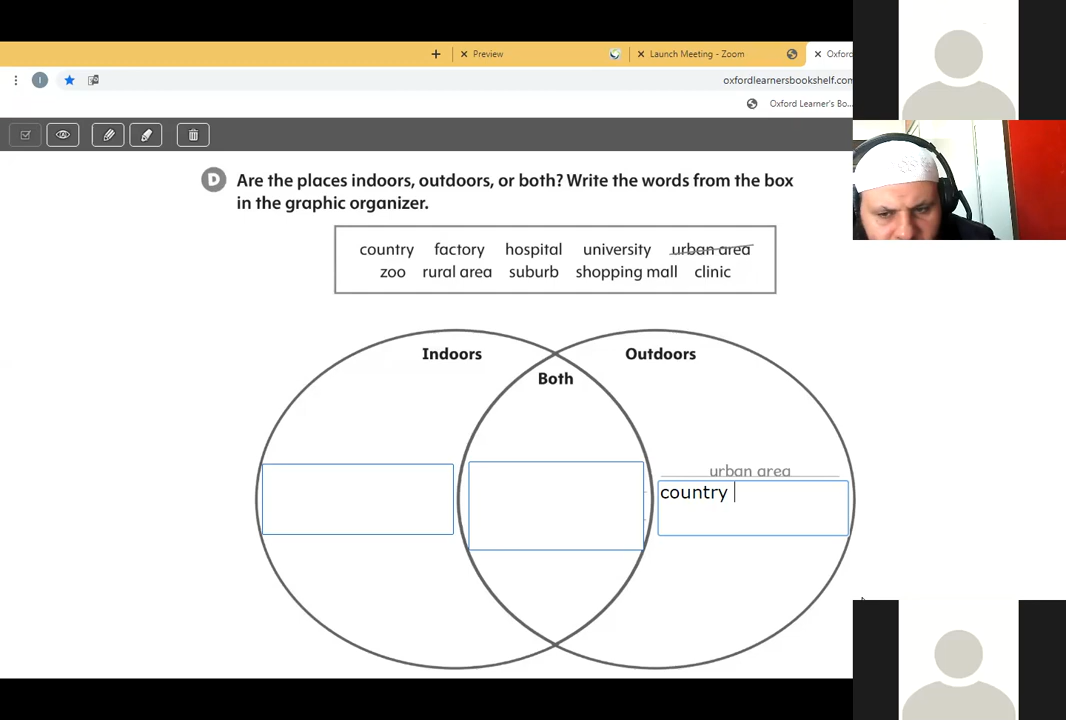 Preview
Launch Meeting - Zoom
Oxford
oxfordlearnersbookshelf.com
Oxford Learner's Bo...
D Are the places indoors, outdoors, or both? Write the words from the box
in the graphic organizer.
country factory hospital university urban area
zoo rural area suburb shopping mall clinic
Indoors
Outdoors
Both
urban area
country